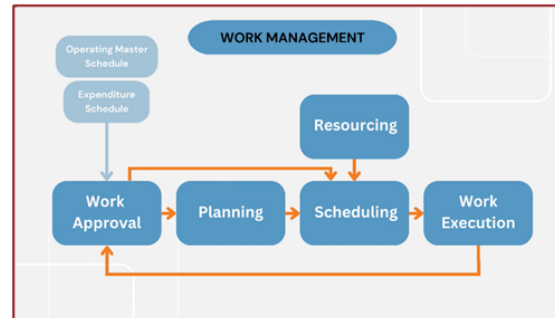 WORK MANAGEMENT
Operating Master
Schedule
Expenditure
Schedule
Resourcing
Work
Approval
Planning
Scheduling
Work
Execution